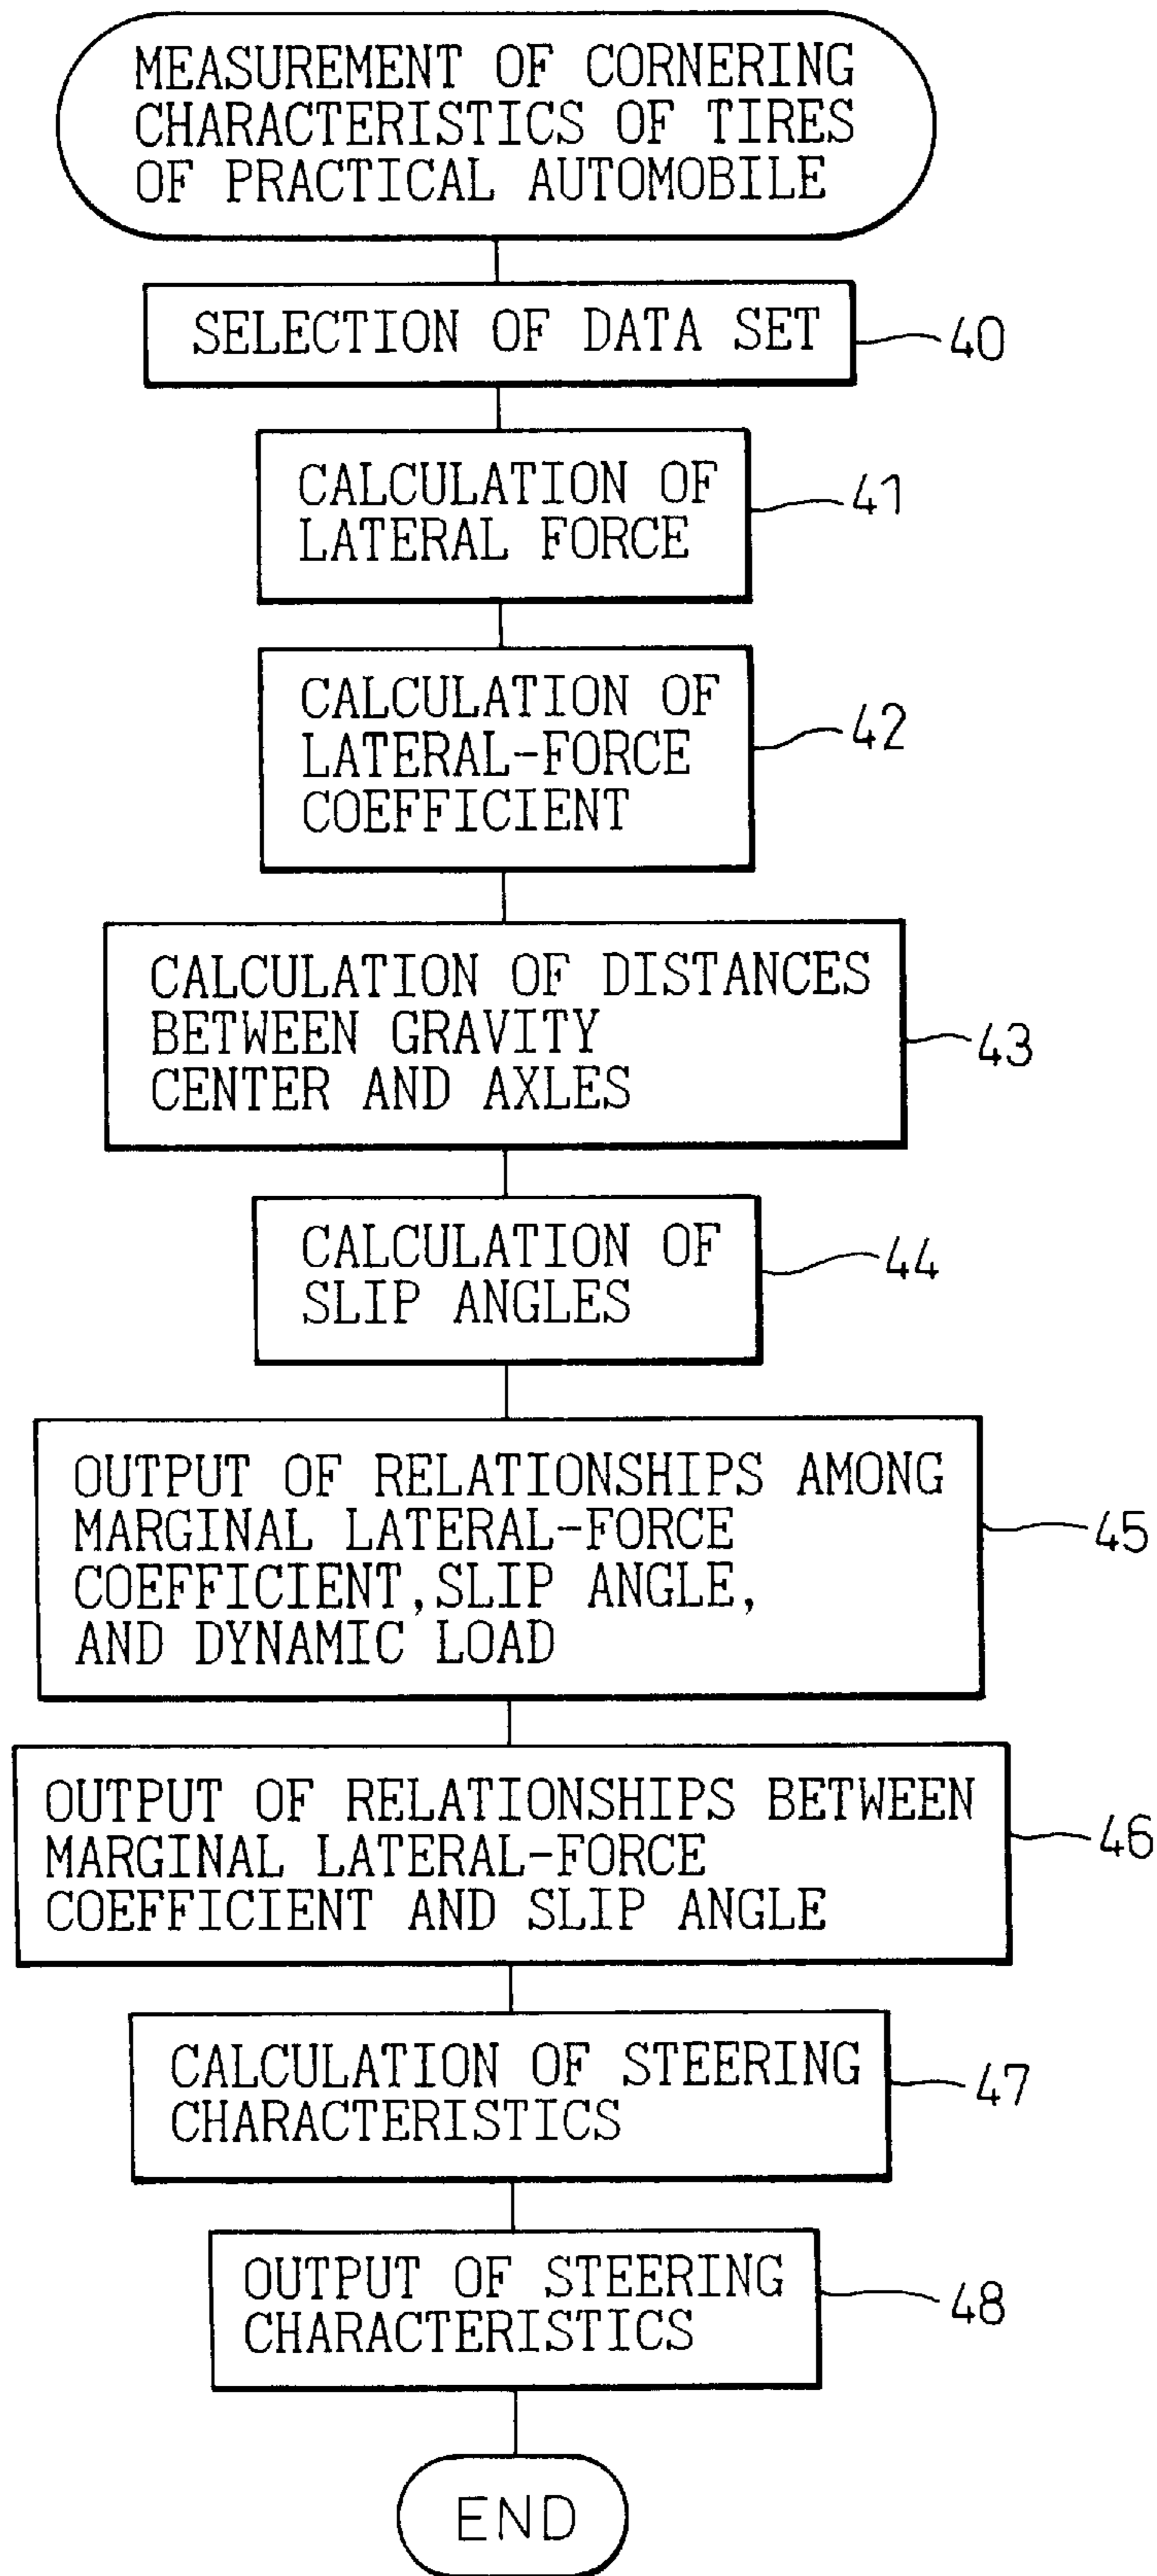 MEASUREMENT OF CORNERING
CHARACTERISTICS OF TIRES
OF PRACTICAL AUTOMOBILE
SELECTION OF DATA SET
40
CALCULATION OF
LATERAL FORCE
41
CALCULATION OF
LATERAL-FORCE
COEFFICIENT
42
CALCULATION OF DISTANCES
BETWEEN GRAVITY
CENTER AND AXLES
43
CALCULATION OF
SLIP ANGLES
44
OUTPUT OF RELATIONSHIPS AMONG
MARGINAL LATERAL-FORCE
COEFFICIENT, SLIP ANGLE,
AND DYNAMIC LOAD
45
OUTPUT OF RELATIONSHIPS BETWEEN
MARGINAL LATERAL-FORCE
COEFFICIENT AND SLIP ANGLE
46
CALCULATION OF STEERING
CHARACTERISTICS
47
OUTPUT OF STEERING
CHARACTERISTICS
48
END